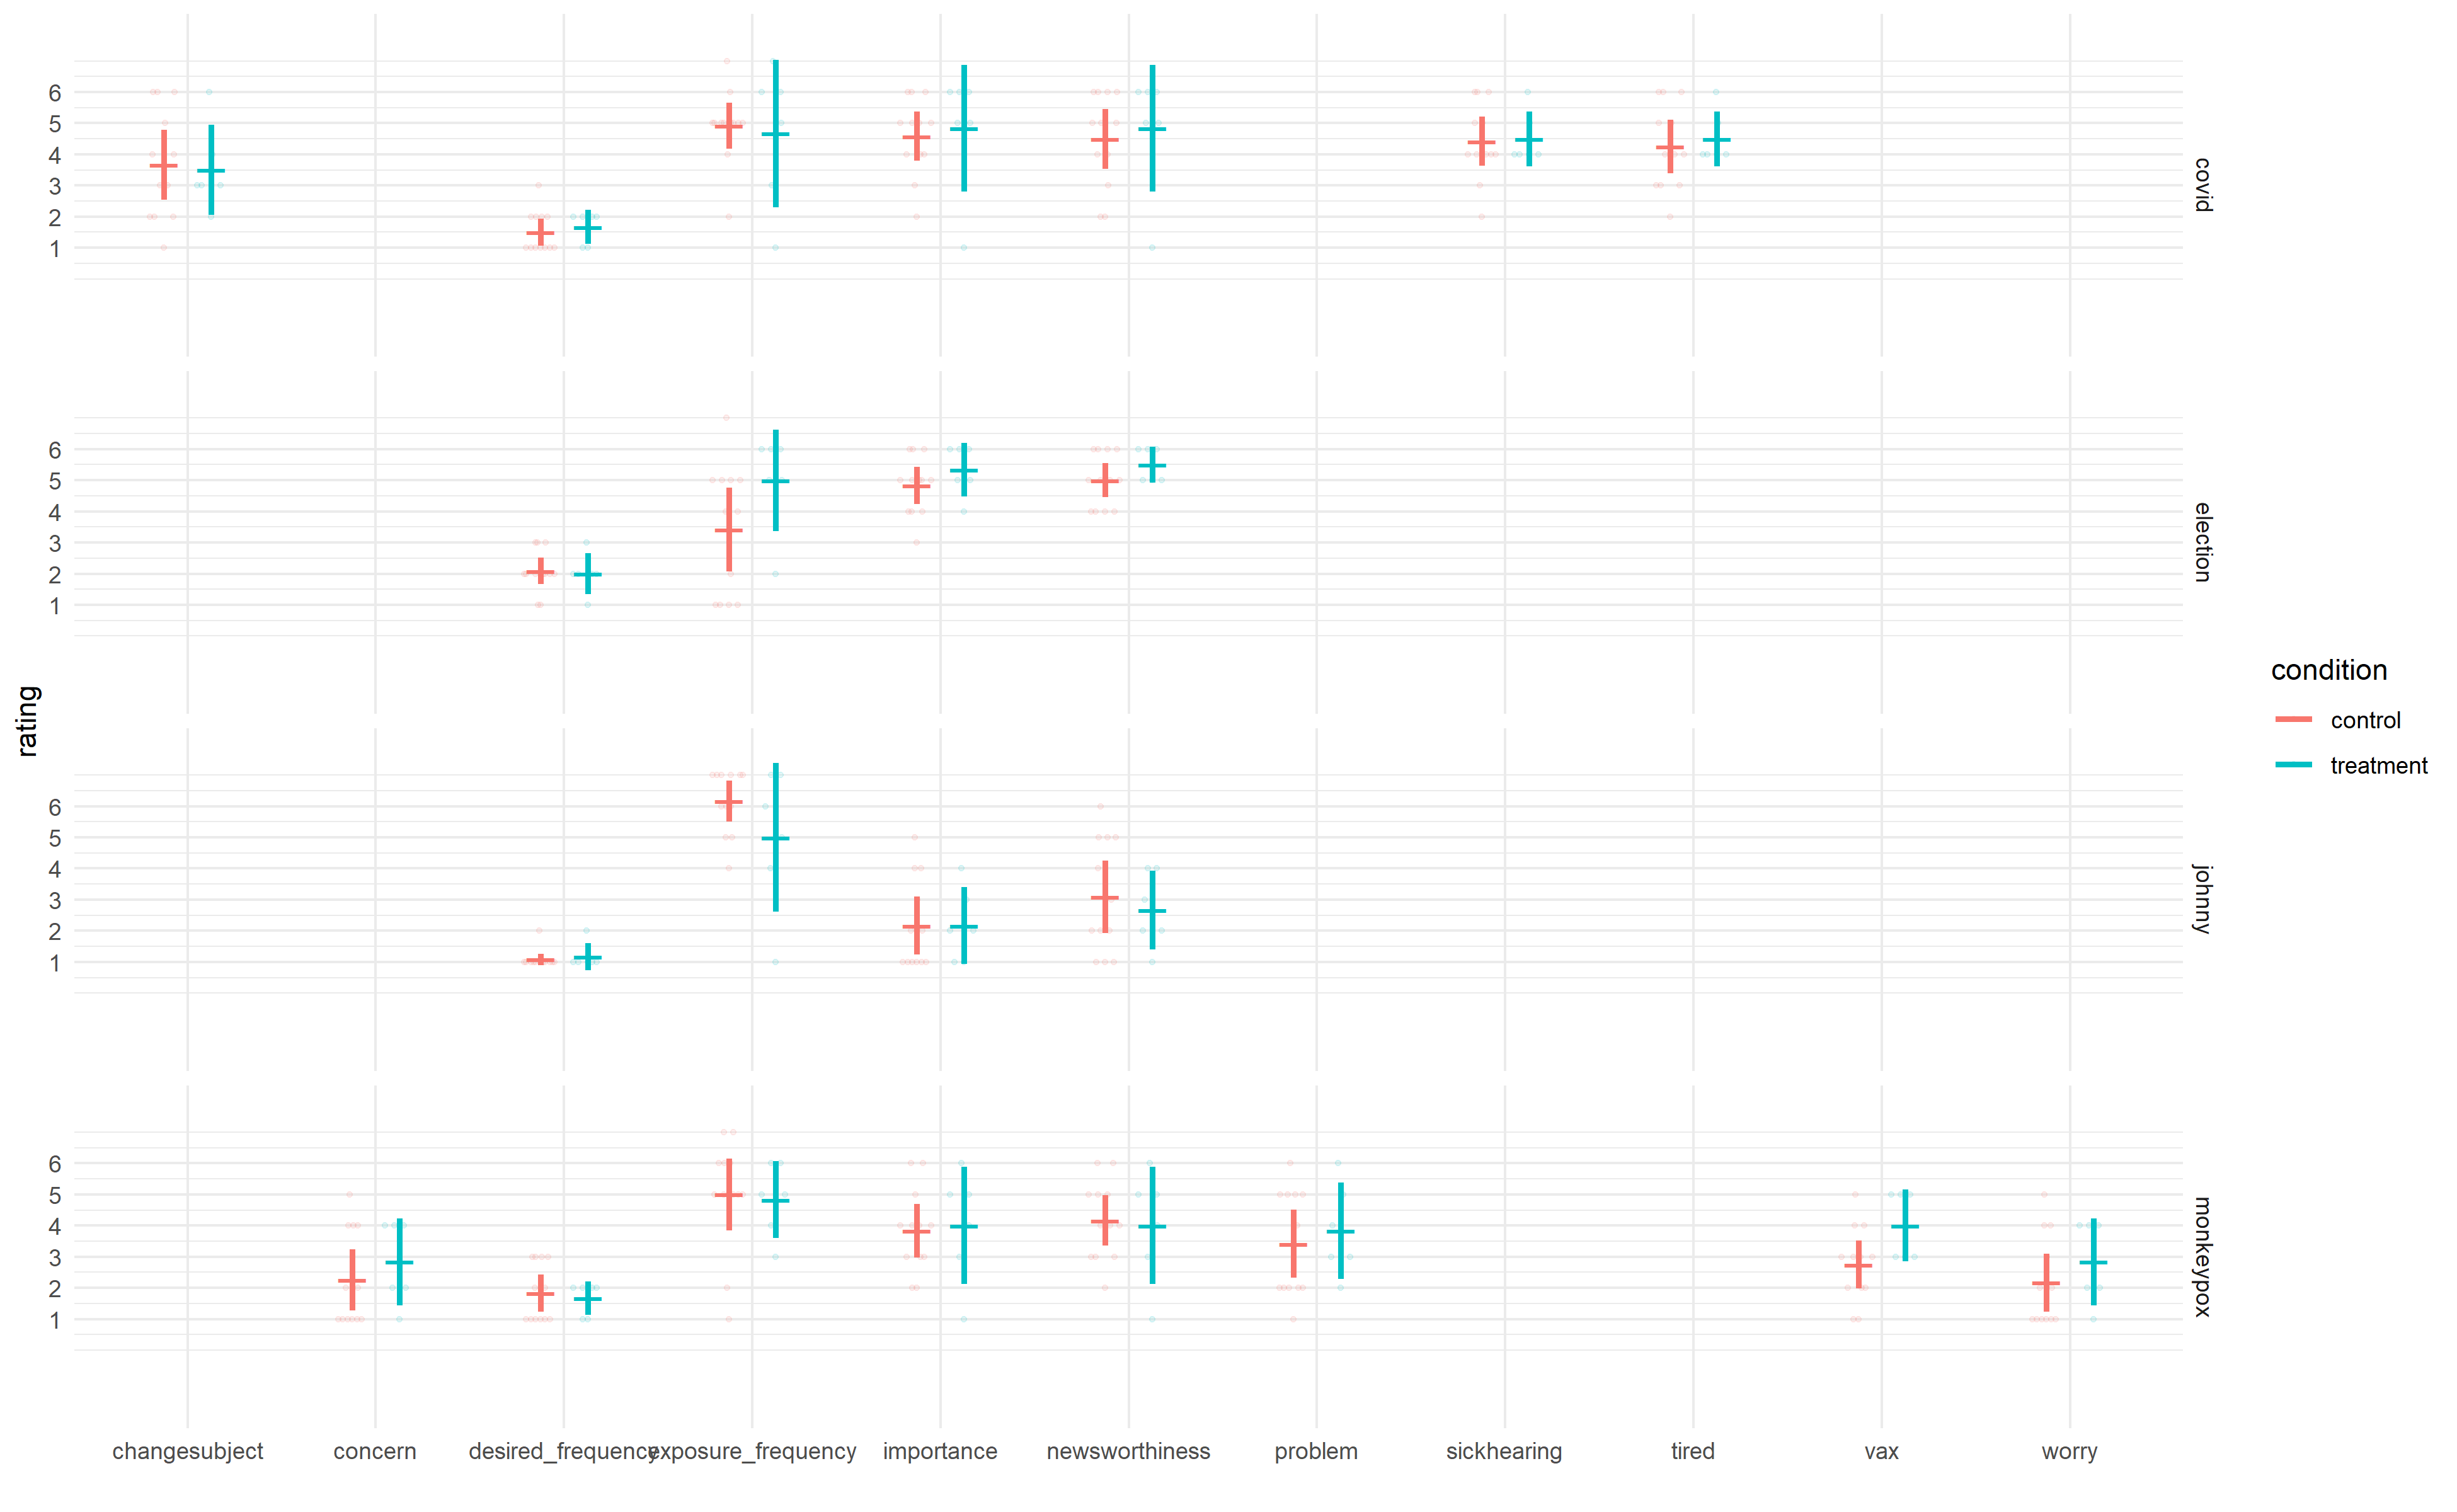 6
5
4
3
2
1
covid
6
5
4
3
2
1
election
rating
6
5
4
3
2
1
johnny
6
5
4
3
2
1
monkeypox
changesubject
concern
desired_frequency
exposure_frequency
importance
newsworthiness
problem
sickhearing
tired
vax
worry
condition
control
treatment